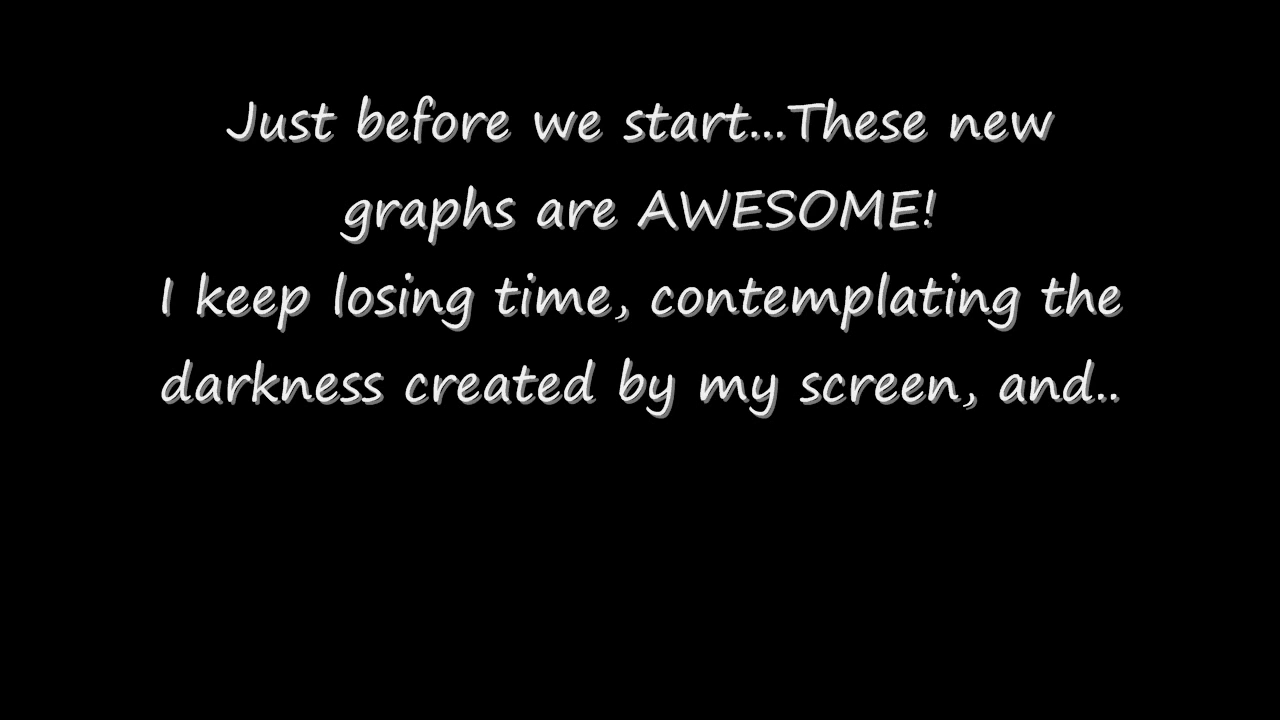 Just before we start...These new
graphs are AWESOME!
I keep losing time, contemplating the
darkness created by my screen, and..